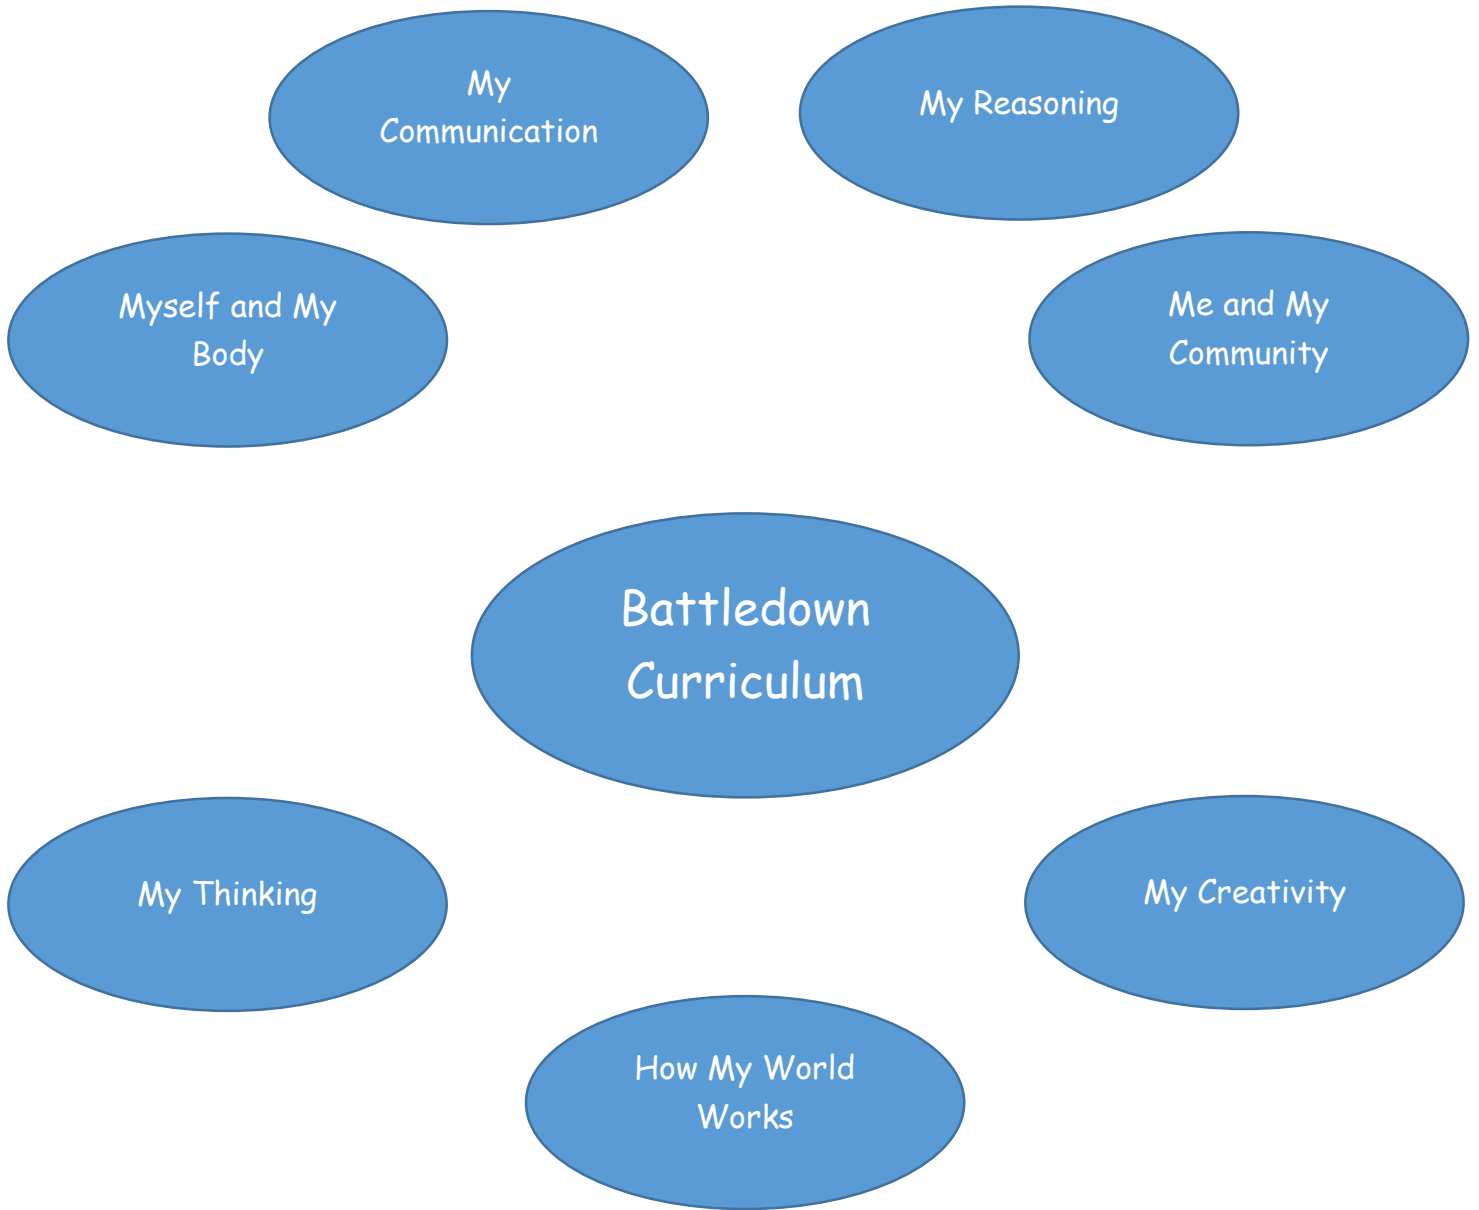 My
Communication
My Reasoning
Myself and My
Body
Me and My
Community
Battledown
Curriculum
My Thinking
My Creativity
How My World
Works